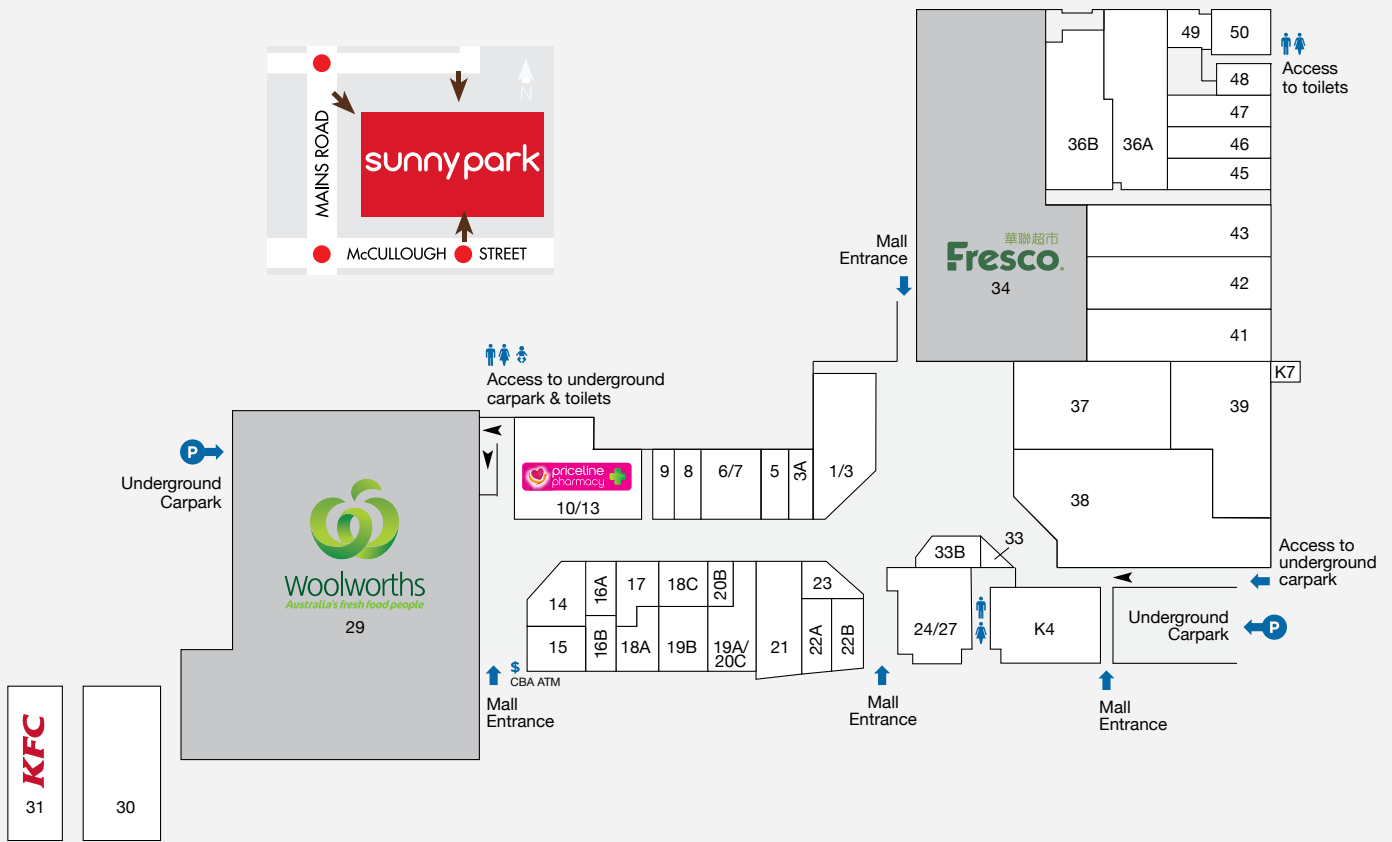 MAINS ROAD
N
sunnypark
McCULLOUGH
STREET
49
50
Access
to toilets
48
47
46
45
36B
36A
Mall
Entrance
華聯超市
Fresco.
34
43
42
41
K7
37
39
38
Access to underground
carpark & toilets
P
Underground
Carpark
Woolworths
Australia's fresh food people
29
priceline
pharmacy
10/13
9
8
6/7
5
3A
1/3
33B
33
Access to
underground
carpark
14
16A
17
18C
20B
23
15
16B
18A
19B
19A/
20C
21
22A
22B
24/27
K4
Underground
Carpark
P
$
CBA ATM
Mall
Entrance
Mall
Entrance
Mall
Entrance
KFC
31
30